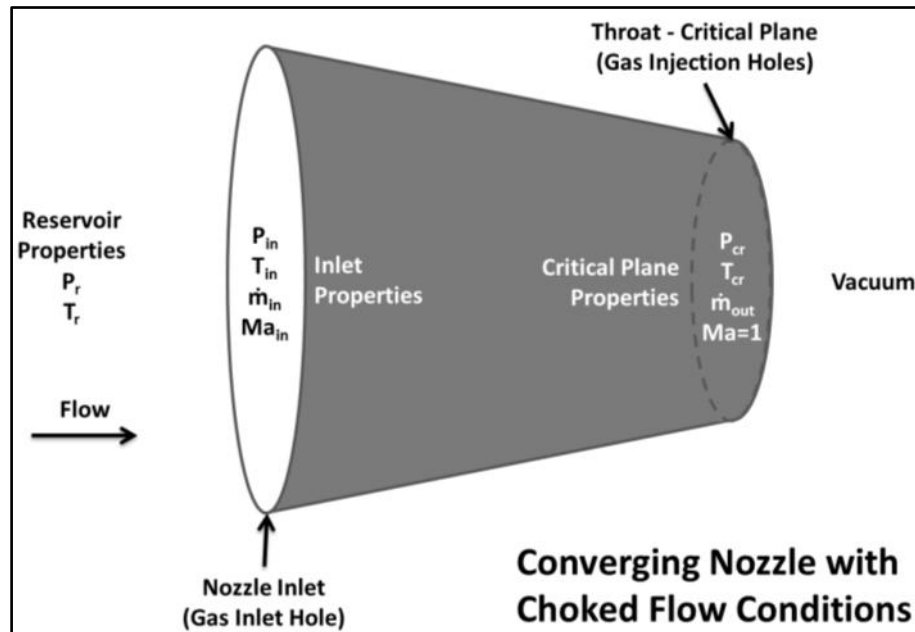 Throat - Critical Plane
(Gas Injection Holes)
Reservoir
Properties
Pr
Tr
Flow
Pin
Tin
ṁin
Main
Inlet
Properties
Critical Plane
Properties
Pcr
Tcr
ṁout
Ma=1
Vacuum
Nozzle Inlet
(Gas Inlet Hole)
Converging Nozzle with
Choked Flow Conditions